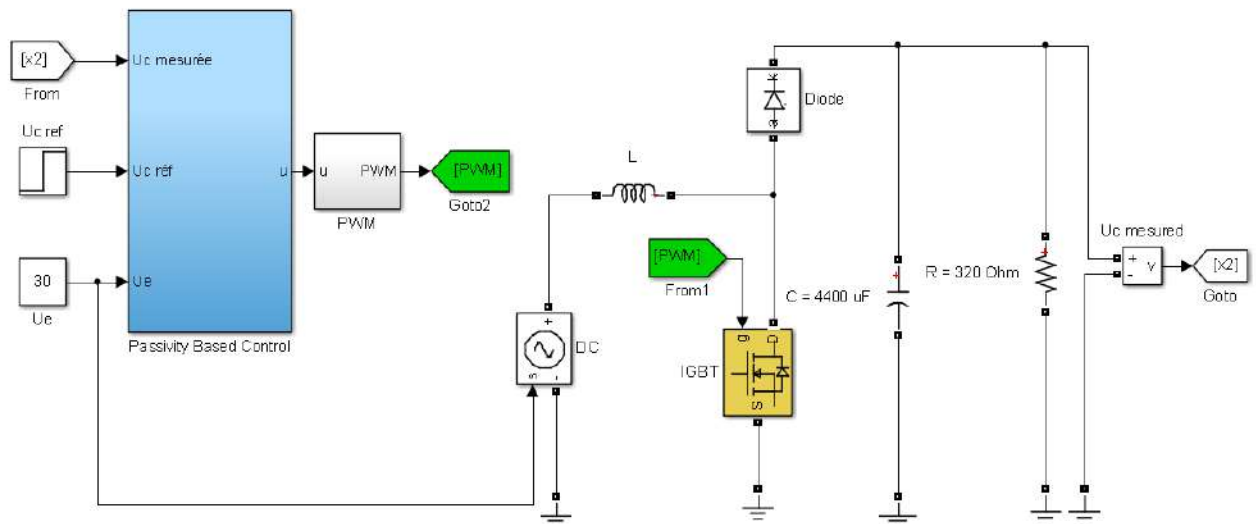 [x2]
From
Uc ref
30
Ue
Uc mesurée
Uc réf
Ue
u
Passivity Based Control
u
PWM
PWM
[PWM]
Goto2
L
DC
s
+
-
[PWM]
From1
k
a
Diode
g
D
S
IGBT
C = 4400 uF
R = 320 Ohm
Uc mesured
+
-
v
[x2]
Goto